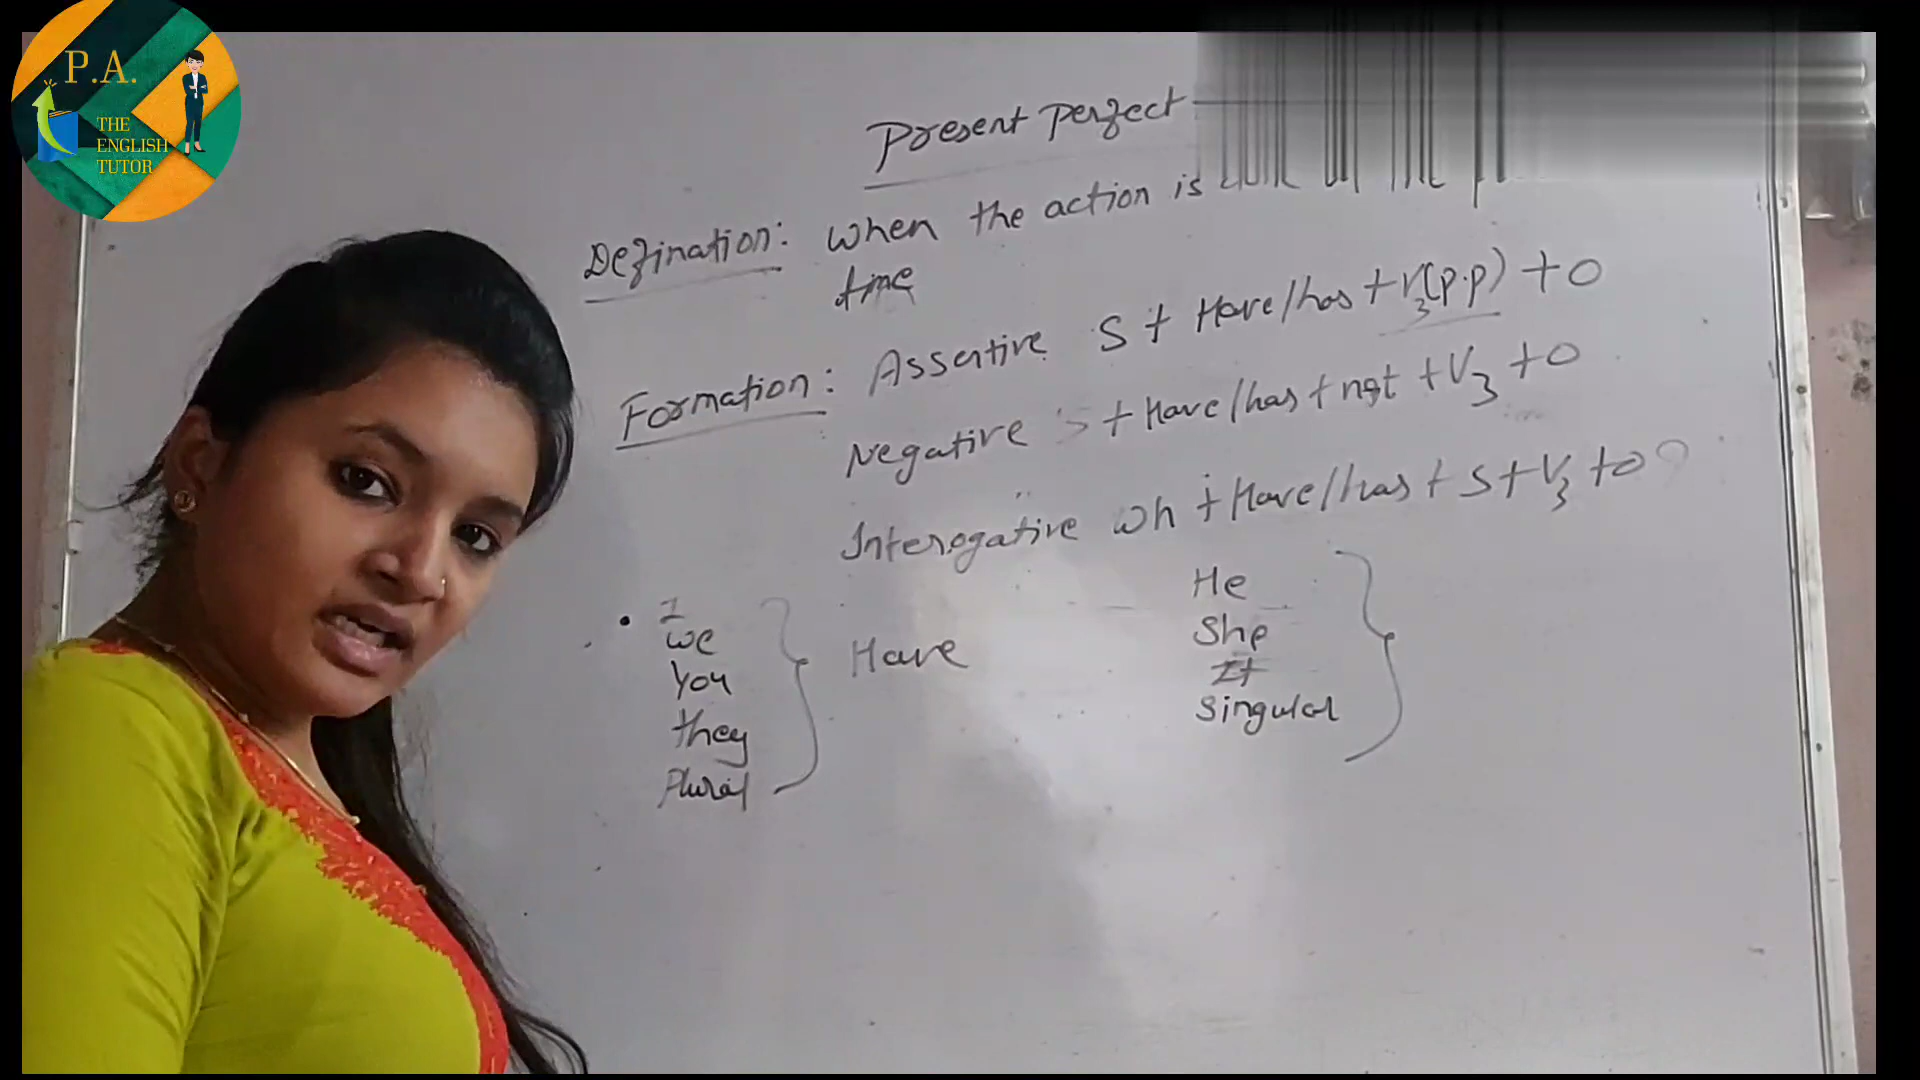 P.A.
THE
ENGLISH
TUTOR
Present Perfect
Defination: When the action is
time
Formation: Assertive S + Have/has + V3(p.p) + O
Negative S + Have/has + not + V3 + O
Interogative Wh + Have/has + S + V3 + O ?
I
We
You
they
Plural
Have
He
She
It
Singular